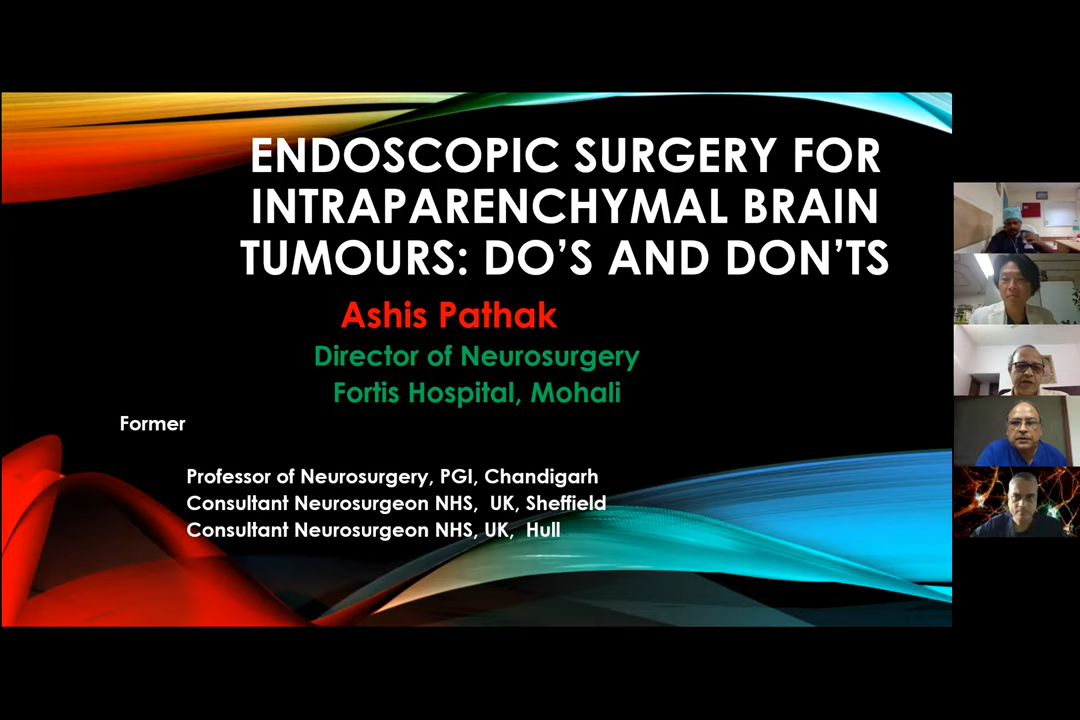 ENDOSCOPIC SURGERY FOR
INTRAPARENCHYMAL BRAIN
TUMOURS: DO’S AND DON’TS
Ashis Pathak
Director of Neurosurgery
Fortis Hospital, Mohali
Former
Professor of Neurosurgery, PGI, Chandigarh
Consultant Neurosurgeon NHS, UK, Sheffield
Consultant Neurosurgeon NHS, UK, Hull